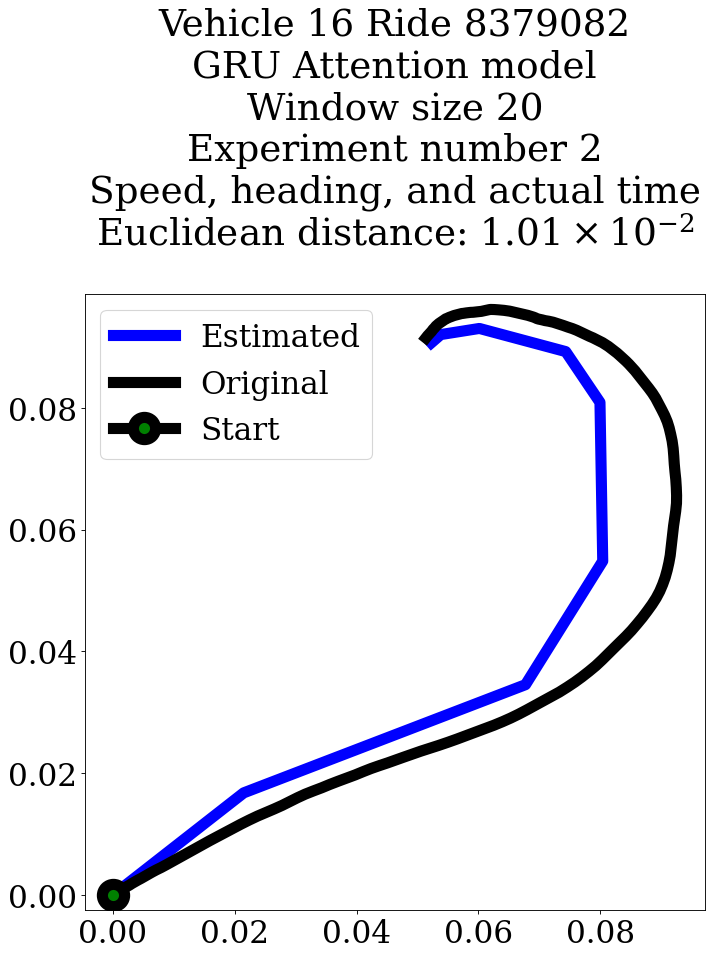 Vehicle 16 Ride 8379082
GRU Attention model
Window size 20
Experiment number 2
Speed, heading, and actual time
Euclidean distance: 1.01 × 10⁻²
Estimated
Original
Start
0.08
0.06
0.04
0.02
0.00
0.00 0.02 0.04 0.06 0.08